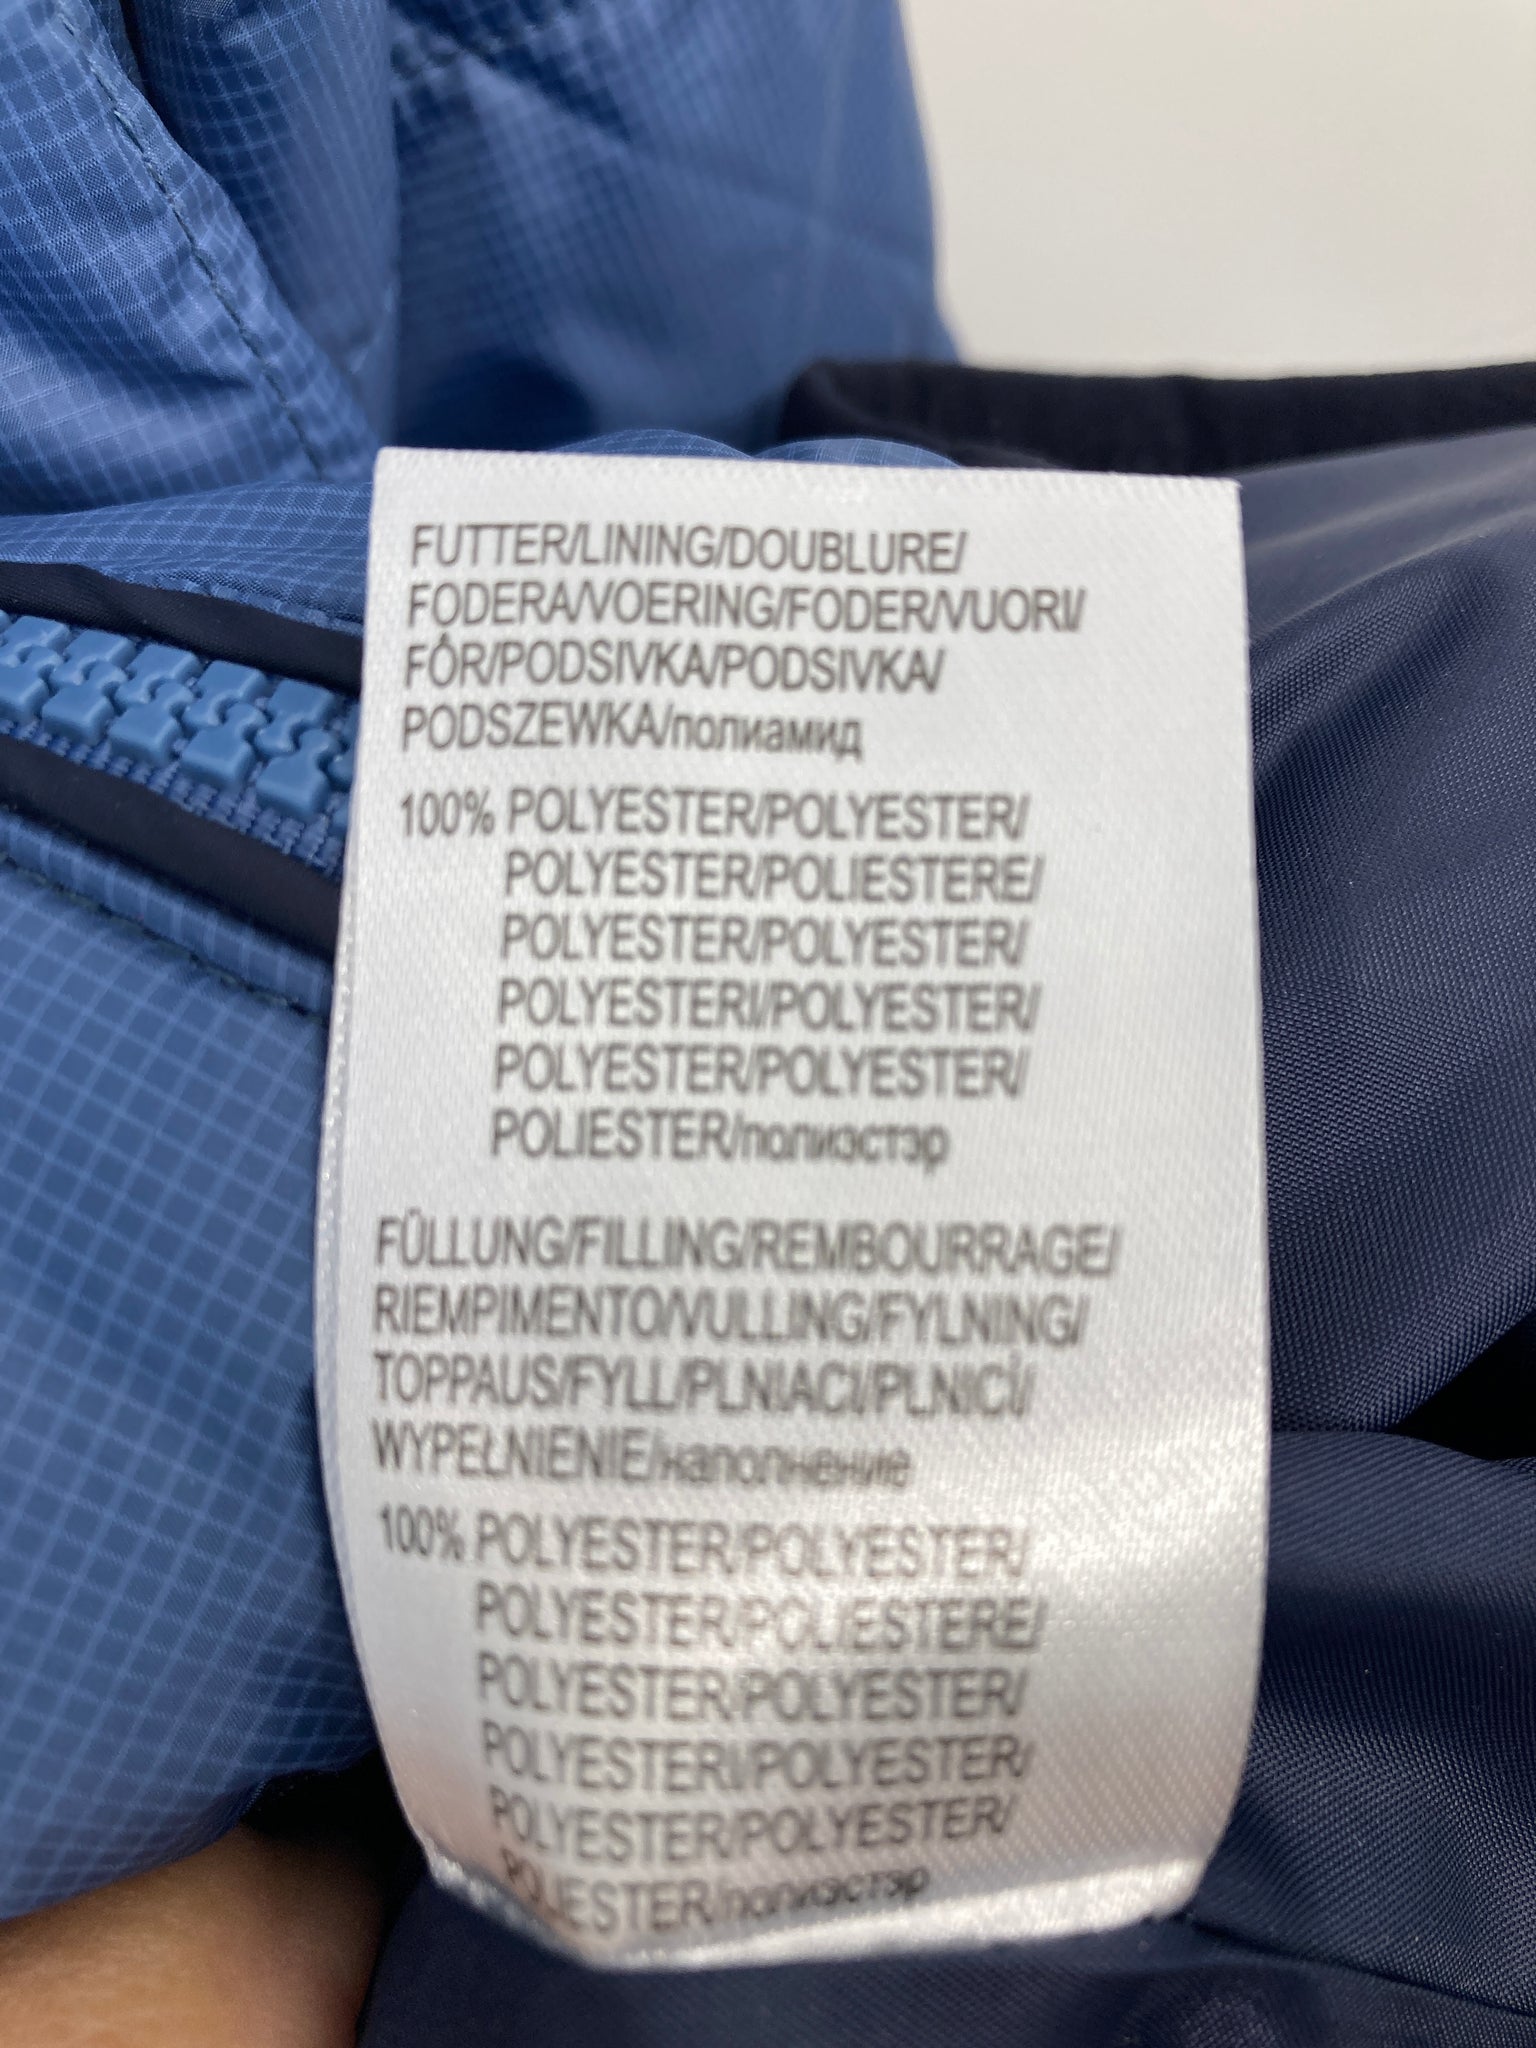 FUTTER/LINING/DOUBLURE/
FODERA/VOERING/FODER/VUORI/
FÔR/PODSIVKA/PODSIVKA/
PODSZEWKA/полиамид
100% POLYESTER/POLYESTER/
POLYESTER/POLIESTERE/
POLYESTER/POLYESTER/
POLYESTERI/POLYESTER/
POLYESTER/POLYESTER/
POLIESTER/полиэстэр
FÜLLUNG/FILLING/REMBOURRAGE/
RIEMPIMENTO/VULLING/FYLNING/
TOPPAUS/FYLL/PLNIACI/PLNICÍ/
WYPEŁNIENIE/наполнение
100% POLYESTER/POLYESTER/
POLYESTER/POLIESTERE/
POLYESTER/POLYESTER/
POLYESTERI/POLYESTER/
POLYESTER/POLYESTER/
POLIESTER/полиэстэр